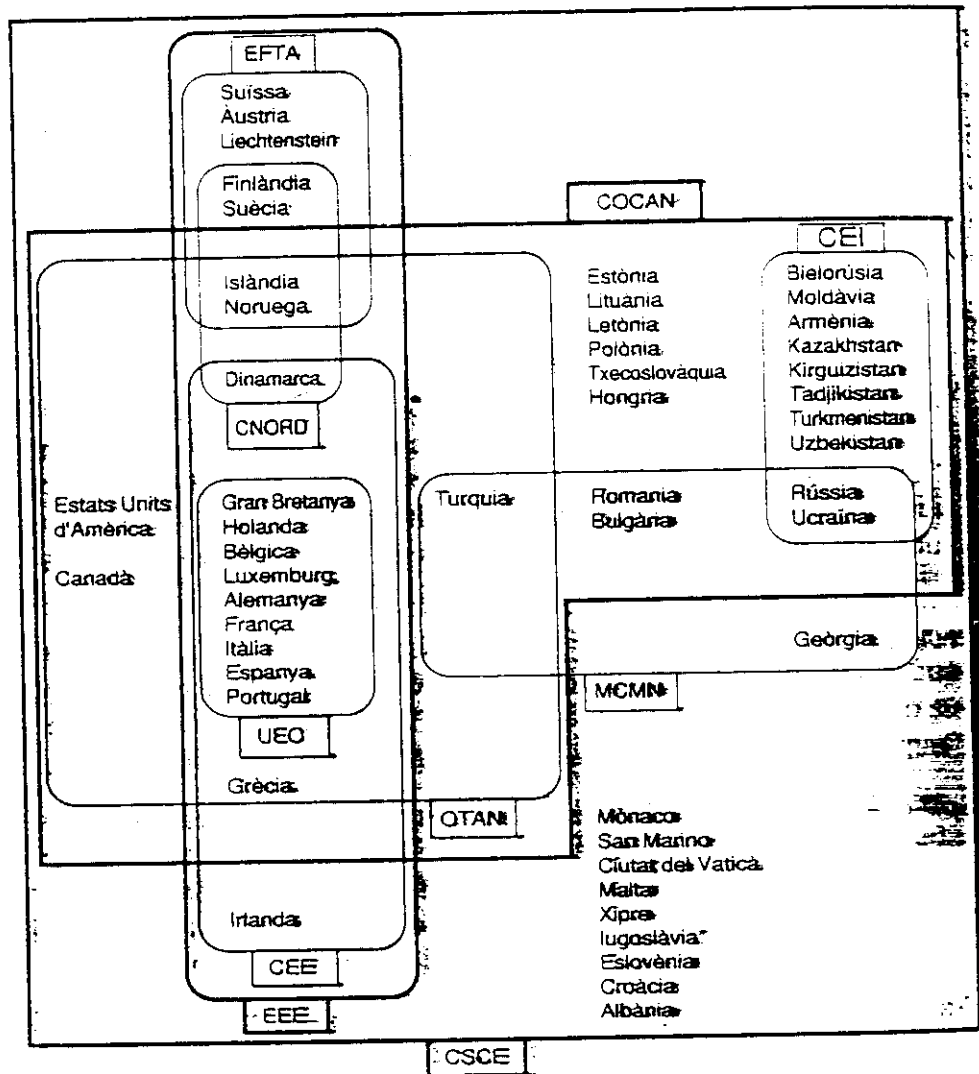 EFTA
Suïssa
Àustria
Liechtenstein
Finlàndia
Suècia
COCAN
CEI
Islàndia
Noruega
Estònia
Lituània
Letònia
Polònia
Txecoslovàquia
Hongria
Bielorúsia
Moldàvia
Armènia
Kazakhstan
Kirguizistan
Tadjikistan
Turkmenistan
Uzbekistan
Dinamarca
CNORD
Estats Units
d'Amèrica
Canadà
Gran Bretanya
Holanda
Bèlgica
Luxemburg
Alemanya
França
Itàlia
Espanya
Portugal
UEO
Turquia
Romania
Bulgària
Rússia
Ucraïna
Geòrgia
MCMN
Grècia
OTAN
Mònaco
San Marino
Ciutat del Vaticà
Malta
Xipre
Iugoslàvia*
Eslovènia
Croàcia
Albània
Irlanda
CEE
EEE
CSCE